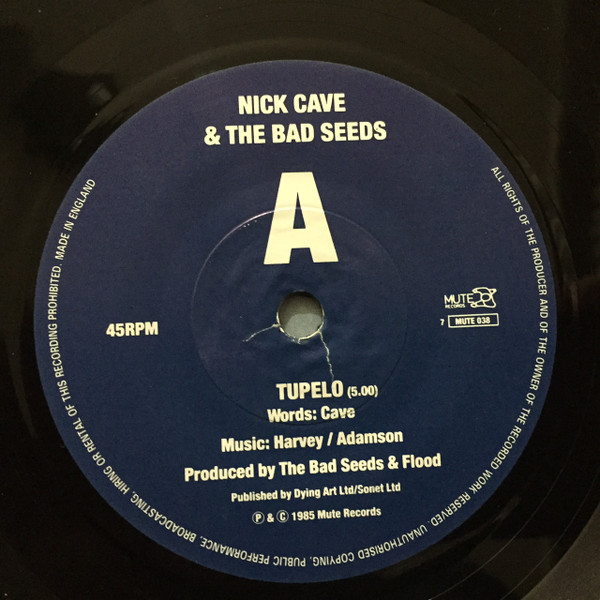 NICK CAVE
& THE BAD SEEDS
A
MUTE
RECORDS
7 MUTE 038
45RPM
TUPELO (5.00)
Words: Cave
Music: Harvey / Adamson
Produced by The Bad Seeds & Flood
Published by Dying Art Ltd/Sonet Ltd
Ⓟ & Ⓒ 1985 Mute Records
ALL RIGHTS OF THE PRODUCER AND OF THE OWNER OF THE RECORDED WORK RESERVED. UNAUTHORISED COPYING, PUBLIC PERFORMANCE, BROADCASTING, HIRING OR RENTAL OF THIS RECORDING PROHIBITED. MADE IN ENGLAND